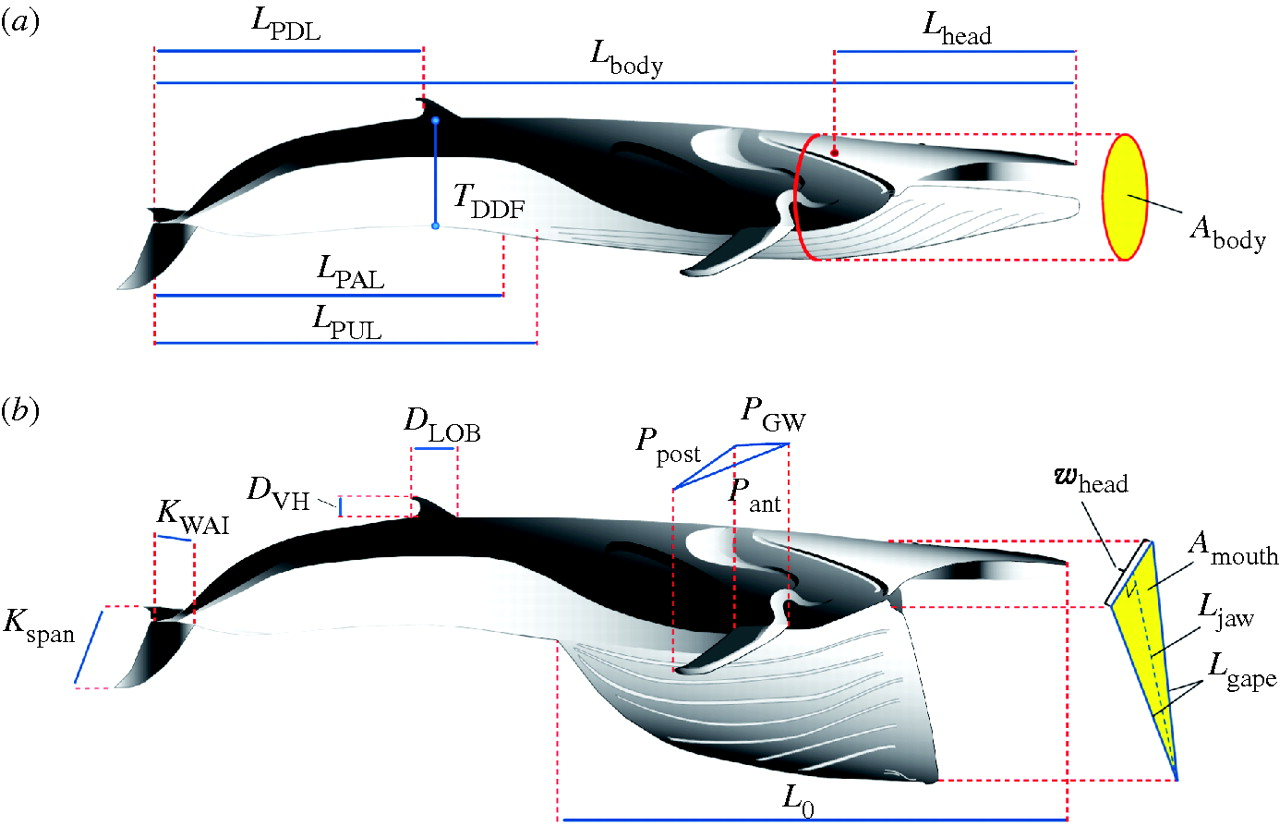 (a)
L_PDL
L_head
L_body
T_DDF
A_body
L_PAL
L_PUL
(b)
D_LOB
P_GW
P_post
D_VH
P_ant
w_head
K_WAI
A_mouth
K_span
L_jaw
L_gape
L_0